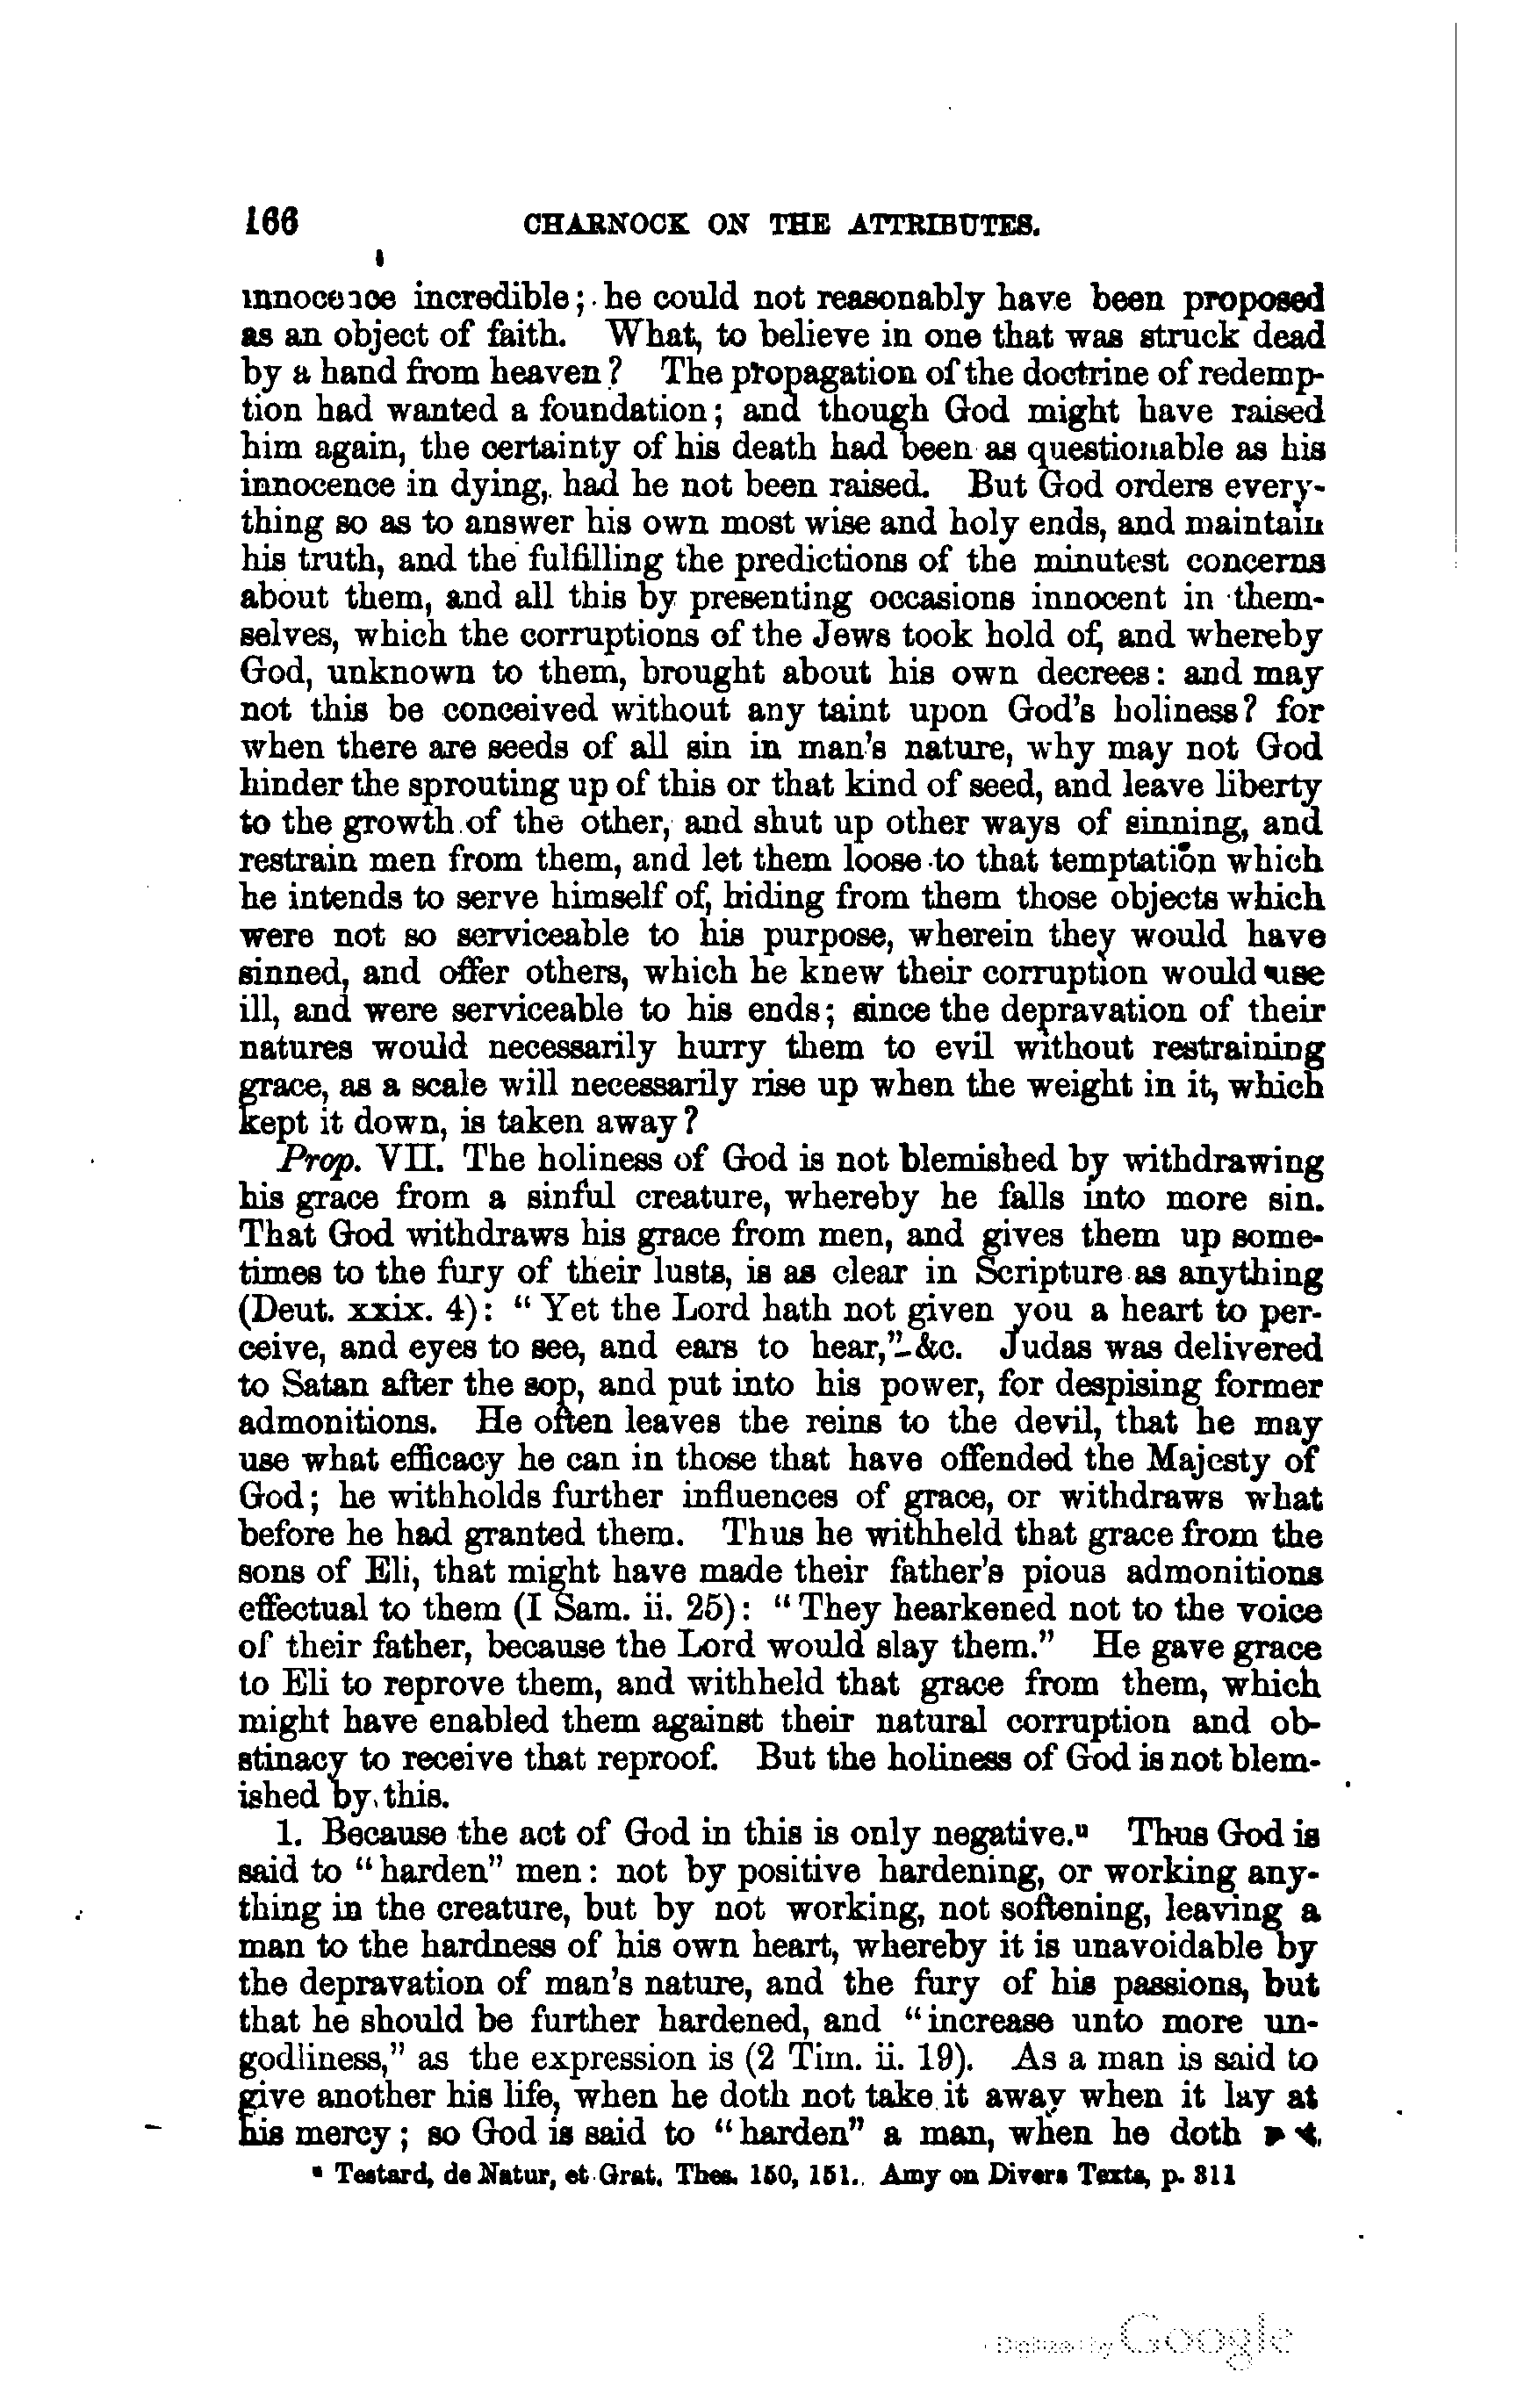 166 CHARNOCK ON THE ATTRIBUTES.
innocence incredible; he could not reasonably have been proposed
as an object of faith. What, to believe in one that was struck dead
by a hand from heaven? The propagation of the doctrine of redemp-
tion had wanted a foundation; and though God might have raised
him again, the certainty of his death had been as questionable as his
innocence in dying, had he not been raised. But God orders every-
thing so as to answer his own most wise and holy ends, and maintain
his truth, and the fulfilling the predictions of the minutest concerns
about them, and all this by presenting occasions innocent in them-
selves, which the corruptions of the Jews took hold of, and whereby
God, unknown to them, brought about his own decrees: and may
not this be conceived without any taint upon God's holiness? for
when there are seeds of all sin in man's nature, why may not God
hinder the sprouting up of this or that kind of seed, and leave liberty
to the growth of the other, and shut up other ways of sinning, and
restrain men from them, and let them loose to that temptation which
he intends to serve himself of, hiding from them those objects which
were not so serviceable to his purpose, wherein they would have
sinned, and offer others, which he knew their corruption would use
ill, and were serviceable to his ends; since the depravation of their
natures would necessarily hurry them to evil without restraining
grace, as a scale will necessarily rise up when the weight in it, which
kept it down, is taken away?
Prop. VII. The holiness of God is not blemished by withdrawing
his grace from a sinful creature, whereby he falls into more sin.
That God withdraws his grace from men, and gives them up some-
times to the fury of their lusts, is as clear in Scripture as anything
(Deut. xxix. 4): "Yet the Lord hath not given you a heart to per-
ceive, and eyes to see, and ears to hear," &c. Judas was delivered
to Satan after the sop, and put into his power, for despising former
admonitions. He often leaves the reins to the devil, that he may
use what efficacy he can in those that have offended the Majesty of
God; he withholds further influences of grace, or withdraws what
before he had granted them. Thus he withheld that grace from the
sons of Eli, that might have made their father's pious admonitions
effectual to them (I Sam. ii. 25): "They hearkened not to the voice
of their father, because the Lord would slay them." He gave grace
to Eli to reprove them, and withheld that grace from them, which
might have enabled them against their natural corruption and ob-
stinacy to receive that reproof. But the holiness of God is not blem-
ished by this.
1. Because the act of God in this is only negative.ᵘ Thus God is
said to "harden" men: not by positive hardening, or working any-
thing in the creature, but by not working, not softening, leaving a
man to the hardness of his own heart, whereby it is unavoidable by
the depravation of man's nature, and the fury of his passions, but
that he should be further hardened, and "increase unto more un-
godliness," as the expression is (2 Tim. ii. 19). As a man is said to
give another his life, when he doth not take it away when it lay at
his mercy; so God is said to "harden" a man, when he doth
ᵘ Testard, de Natur, et Grat. Thes. 150, 151. Amy on Divers Texts, p. 311
Digitized by Google